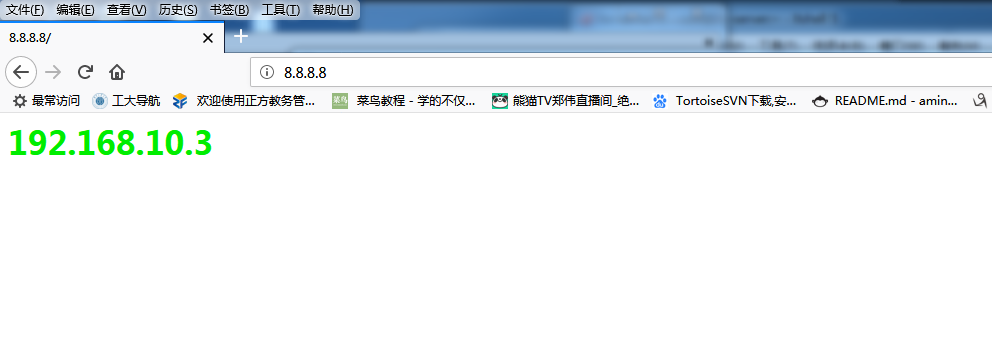 文件(F) 编辑(E) 查看(V) 历史(S) 书签(B) 工具(T) 帮助(H)
8.8.8.8/
8.8.8.8
最常访问 工大导航 欢迎使用正方教务管... 菜鸟 菜鸟教程 - 学的不仅... 熊猫TV郑伟直播间_绝... TortoiseSVN下载,安... README.md - amin...
192.168.10.3